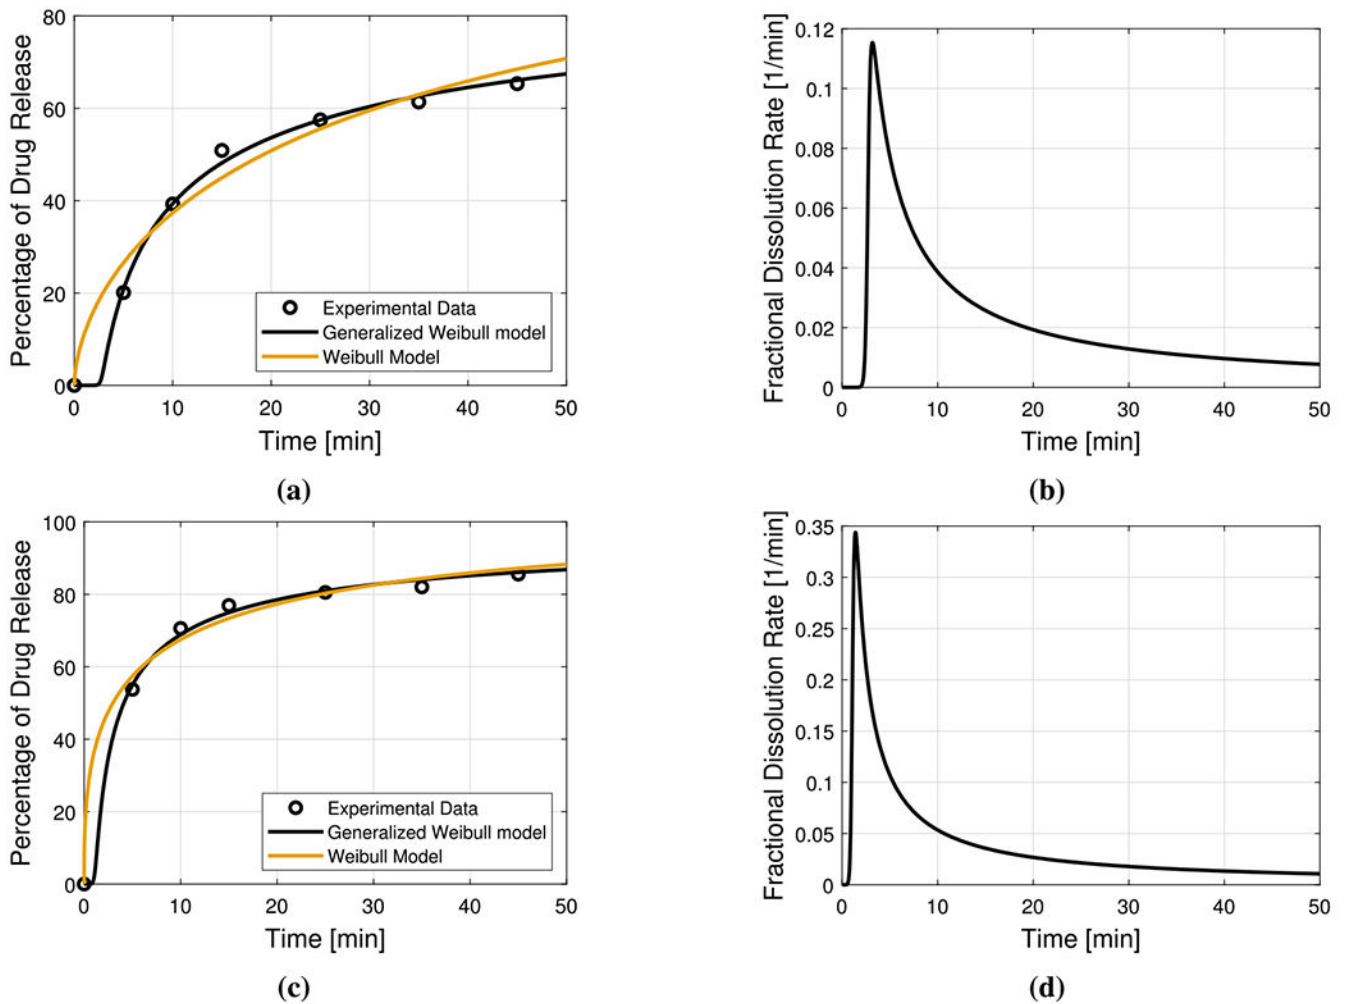 Percentage of Drug Release
80
60
40
20
0
0 10 20 30 40 50
Time [min]
Experimental Data
Generalized Weibull model
Weibull Model
(a)
Fractional Dissolution Rate [1/min]
0.12
0.1
0.08
0.06
0.04
0.02
0
0 10 20 30 40 50
Time [min]
(b)
Percentage of Drug Release
100
80
60
40
20
0
0 10 20 30 40 50
Time [min]
Experimental Data
Generalized Weibull model
Weibull Model
(c)
Fractional Dissolution Rate [1/min]
0.35
0.3
0.25
0.2
0.15
0.1
0.05
0
0 10 20 30 40 50
Time [min]
(d)